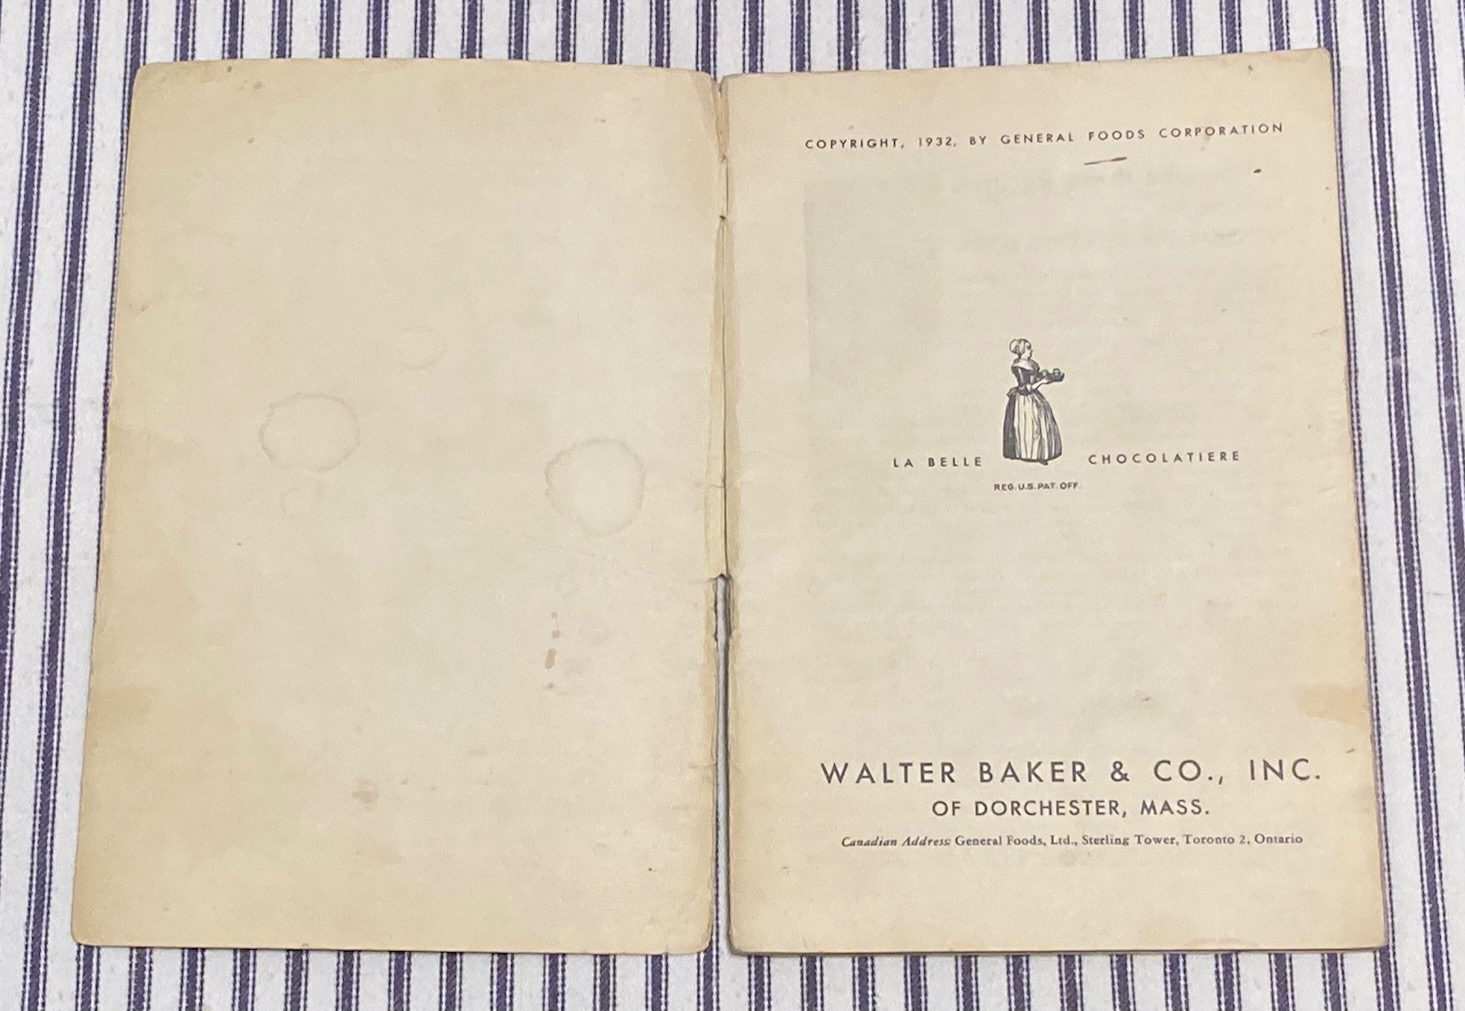 COPYRIGHT, 1932, BY GENERAL FOODS CORPORATION
LA BELLE CHOCOLATIERE
REG. U.S. PAT. OFF.
WALTER BAKER & CO., INC.
OF DORCHESTER, MASS.
Canadian Address: General Foods, Ltd., Sterling Tower, Toronto 2, Ontario